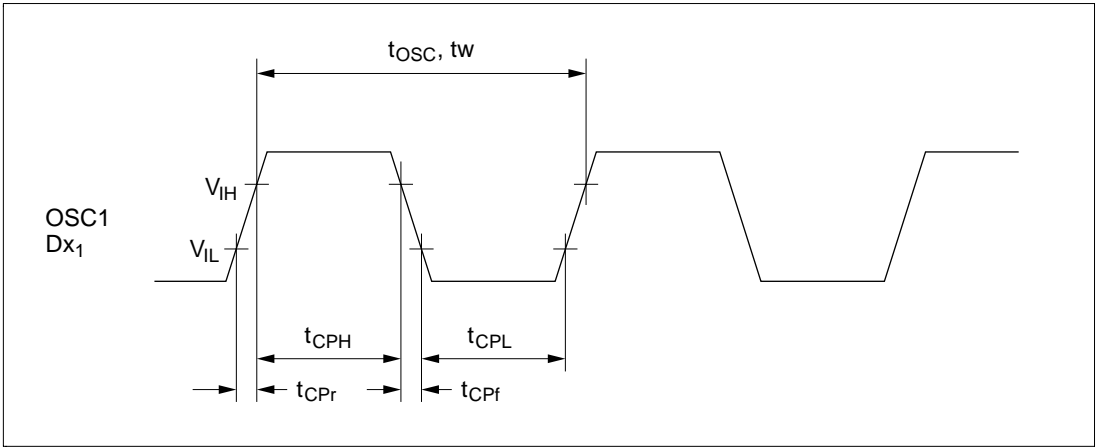 tOSC, tw
VIH
OSC1
Dx1
VIL
tCPH
tCPL
tCPr
tCPf